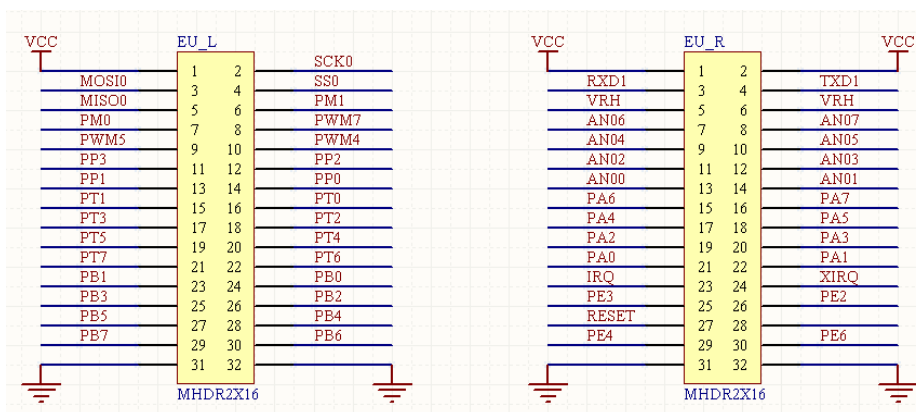 VCC EU_L
1 2 SCK0
MOSI0 3 4 SS0
MISO0 5 6 PM1
PM0 7 8 PWM7
PWM5 9 10 PWM4
PP3 11 12 PP2
PP1 13 14 PP0
PT1 15 16 PT0
PT3 17 18 PT2
PT5 19 20 PT4
PT7 21 22 PT6
PB1 23 24 PB0
PB3 25 26 PB2
PB5 27 28 PB4
PB7 29 30 PB6
31 32
MHDR2X16
VCC EU_R VCC
1 2
RXD1 3 4 TXD1
VRH 5 6 VRH
AN06 7 8 AN07
AN04 9 10 AN05
AN02 11 12 AN03
AN00 13 14 AN01
PA6 15 16 PA7
PA4 17 18 PA5
PA2 19 20 PA3
PA0 21 22 PA1
IRQ 23 24 XIRQ
PE3 25 26 PE2
RESET 27 28
PE4 29 30 PE6
31 32
MHDR2X16